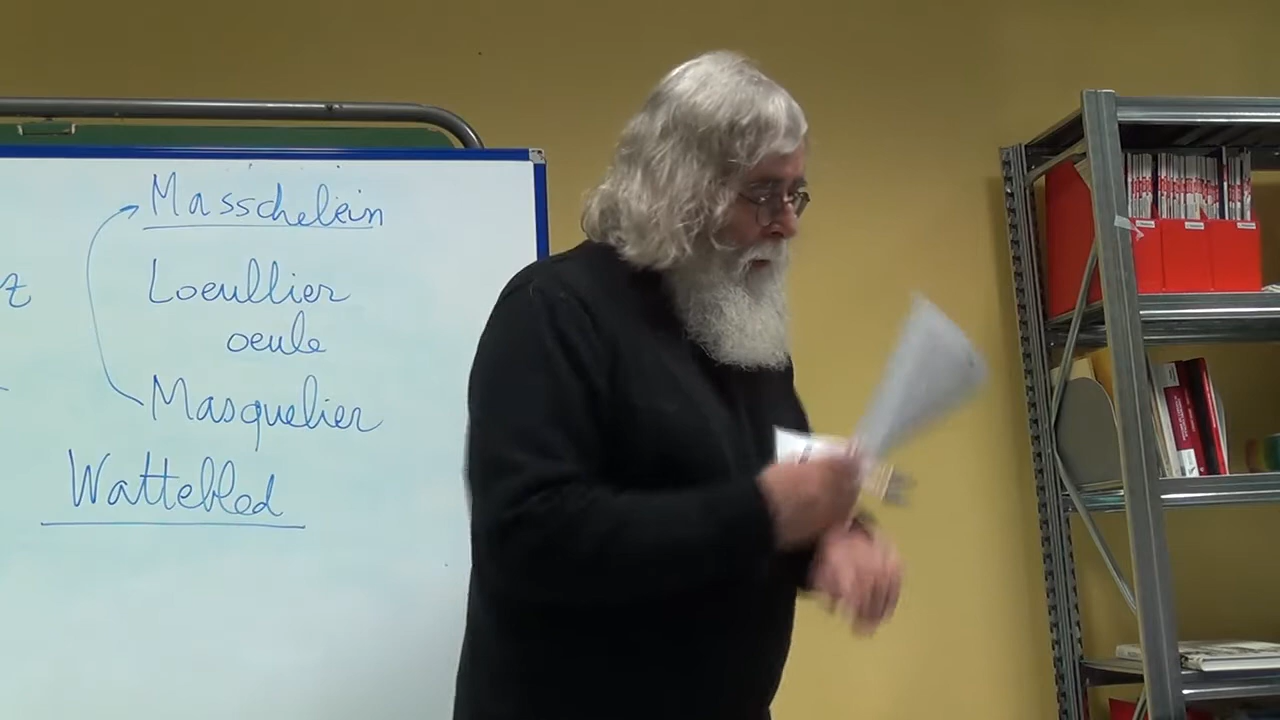 Masschelein
Loeullier
z
oeule
Masquelier
Wattebled